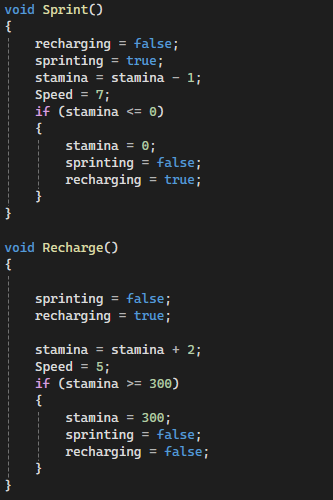 void Sprint()
{
recharging = false;
sprinting = true;
stamina = stamina - 1;
Speed = 7;
if (stamina <= 0)
{
stamina = 0;
sprinting = false;
recharging = true;
}
}
void Recharge()
{
sprinting = false;
recharging = true;
stamina = stamina + 2;
Speed = 5;
if (stamina >= 300)
{
stamina = 300;
sprinting = false;
recharging = false;
}
}